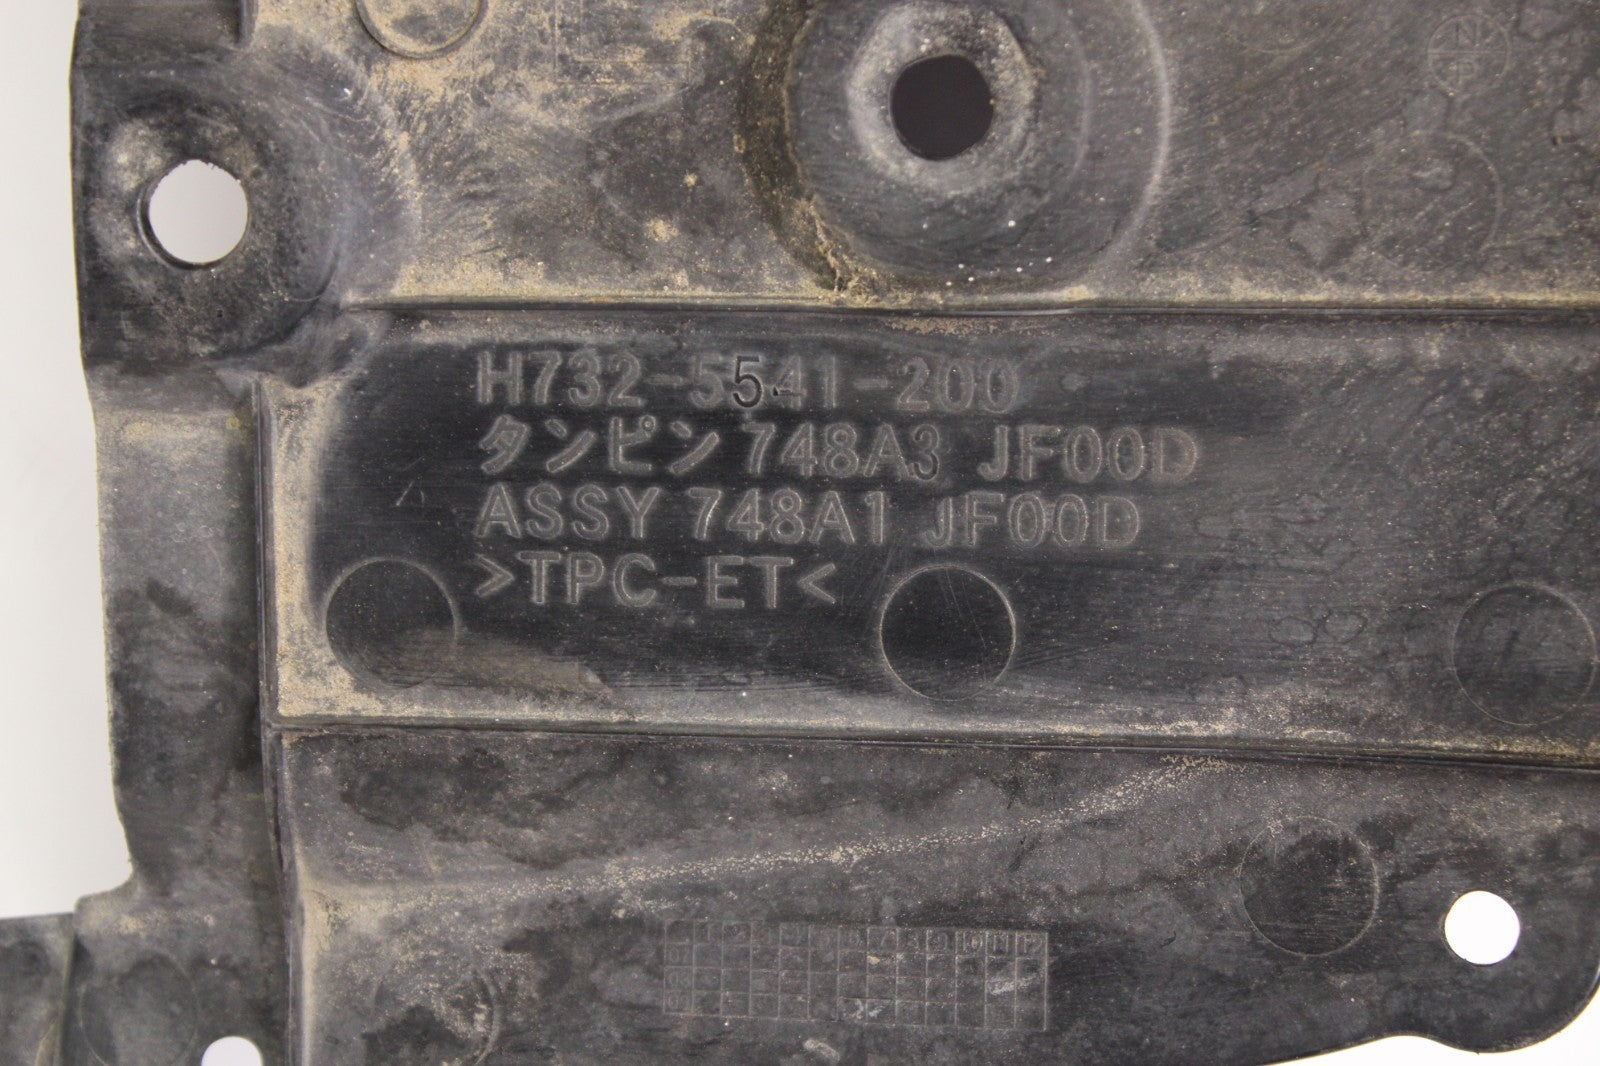 N
P
H732-5541-200
タンピン 748A3 JF00D
ASSY 748A1 JF00D
>TPC-ET<